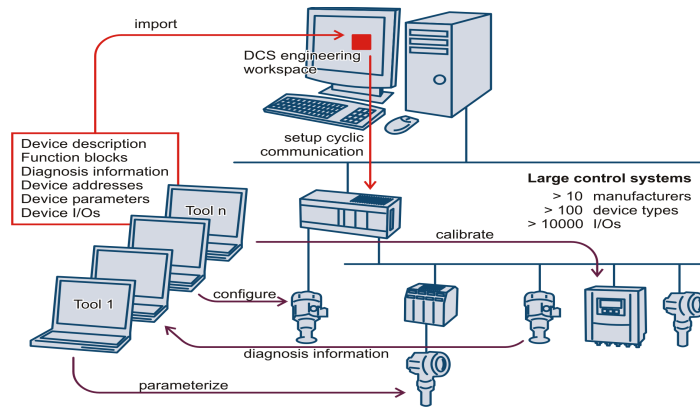 import
DCS engineering
workspace
setup cyclic
communication
Device description
Function blocks
Diagnosis information
Device addresses
Device parameters
Device I/Os
Large control systems
> 10 manufacturers
> 100 device types
> 10000 I/Os
Tool n
calibrate
configure
Tool 1
diagnosis information
parameterize